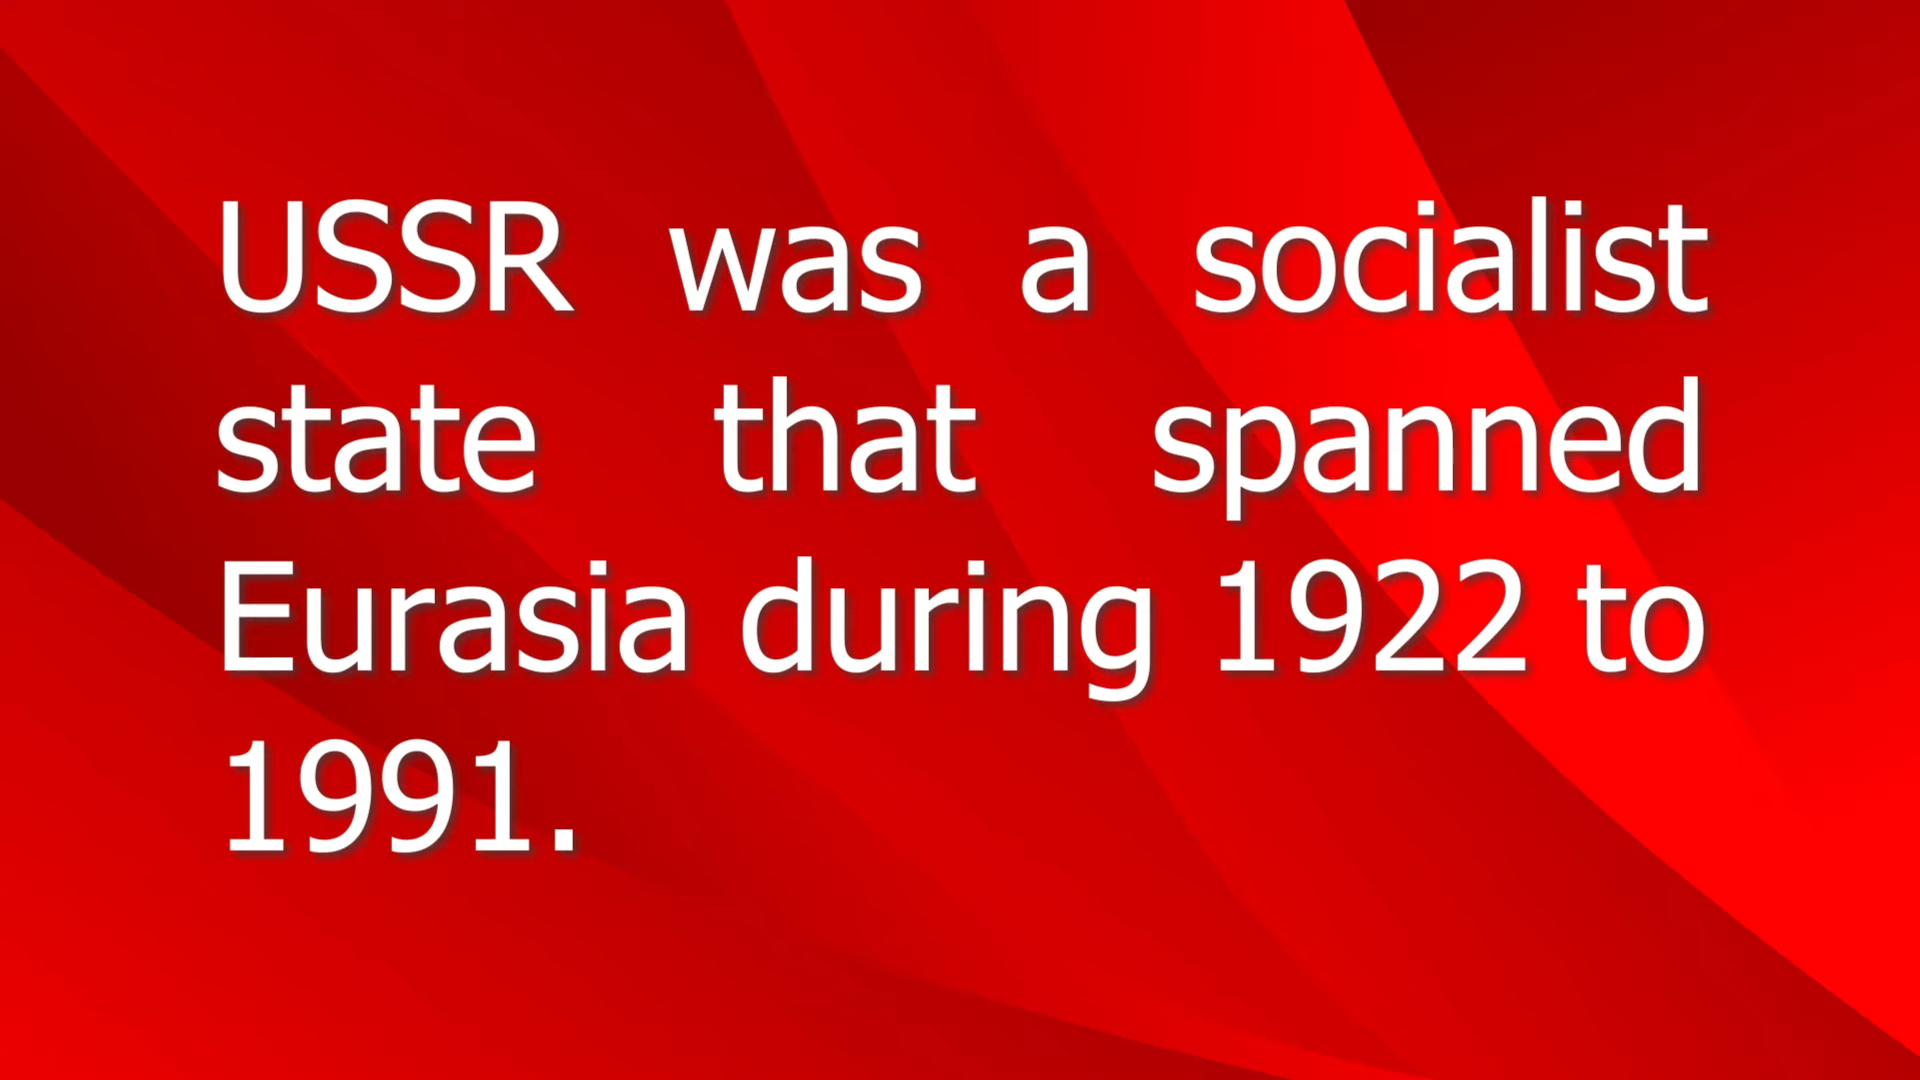 USSR was a socialist
state that spanned
Eurasia during 1922 to
1991.